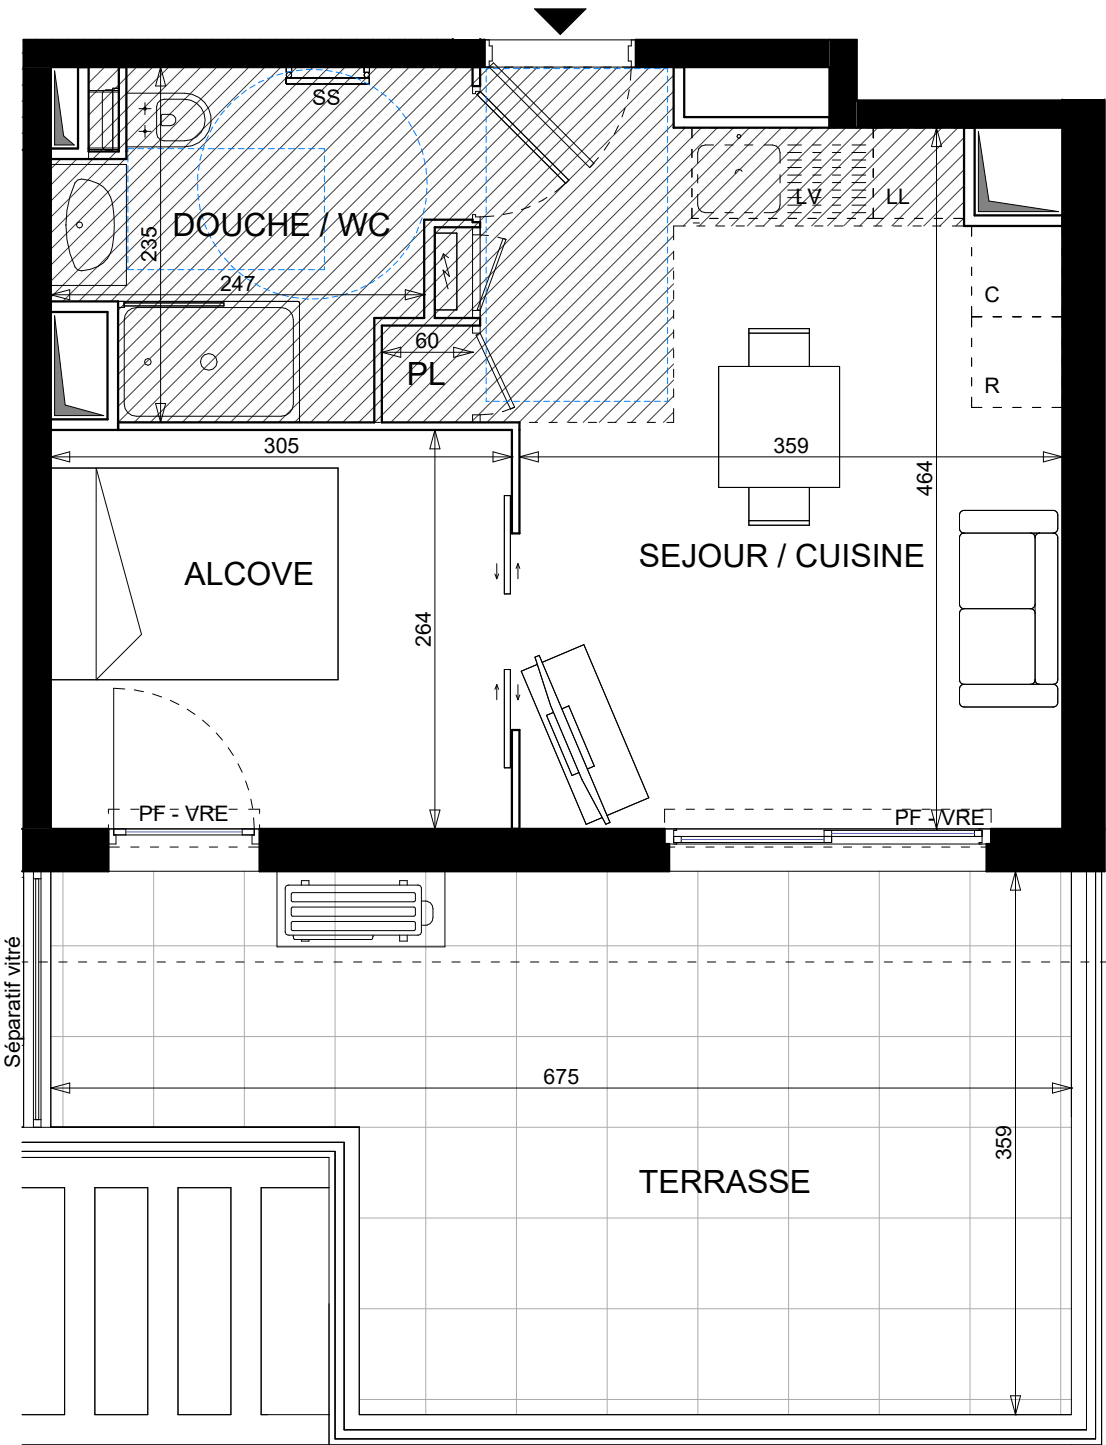 SS
LV
LL
DOUCHE / WC
235
247
C
60
PL
R
305
359
464
ALCOVE
SEJOUR / CUISINE
264
PF - VRE
PF - VRE
Séparatif vitré
675
359
TERRASSE